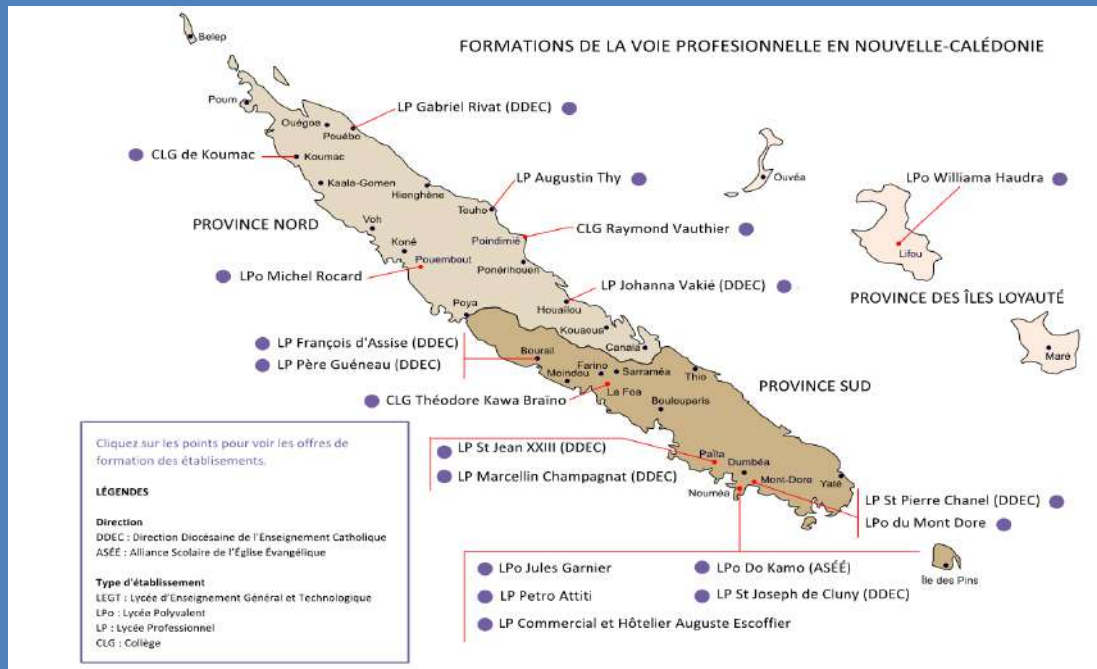 FORMATIONS DE LA VOIE PROFESIONNELLE EN NOUVELLE-CALÉDONIE
Belep
Poum
Ouégoa
Pouébo
LP Gabriel Rivat (DDEC)
CLG de Koumac
Koumac
Kaala-Gomen
Hienghène
Touho
LP Augustin Thy
Ouvéa
LPo Williama Haudra
Lifou
PROVINCE NORD
Voh
Koné
Pouembout
Poindimié
CLG Raymond Vauthier
Ponérihouen
LPo Michel Rocard
LP Johanna Vakié (DDEC)
PROVINCE DES ÎLES LOYAUTÉ
Maré
Poya
Houaïlou
Kouaoua
Canala
LP François d'Assise (DDEC)
LP Père Guéneau (DDEC)
Bourail
Moindou
Farino
Sarraméa
La Foa
Thio
PROVINCE SUD
CLG Théodore Kawa Braïno
Boulouparis
LP St Jean XXIII (DDEC)
LP Marcellin Champagnat (DDEC)
Païta
Dumbéa
Mont-Dore
Nouméa
Yaté
LP St Pierre Chanel (DDEC)
LPo du Mont Dore
Île des Pins
LPo Jules Garnier
LPo Do Kamo (ASÉÉ)
LP Petro Attiti
LP St Joseph de Cluny (DDEC)
LP Commercial et Hôtelier Auguste Escoffier
Cliquez sur les points pour voir les offres de
formation des établissements.
LÉGENDES
Direction
DDEC : Direction Diocésaine de l'Enseignement Catholique
ASÉE : Alliance Scolaire de l'Église Évangélique
Type d'établissement
LEGT : Lycée d'Enseignement Général et Technologique
LPo : Lycée Polyvalent
LP : Lycée Professionnel
CLG : Collège